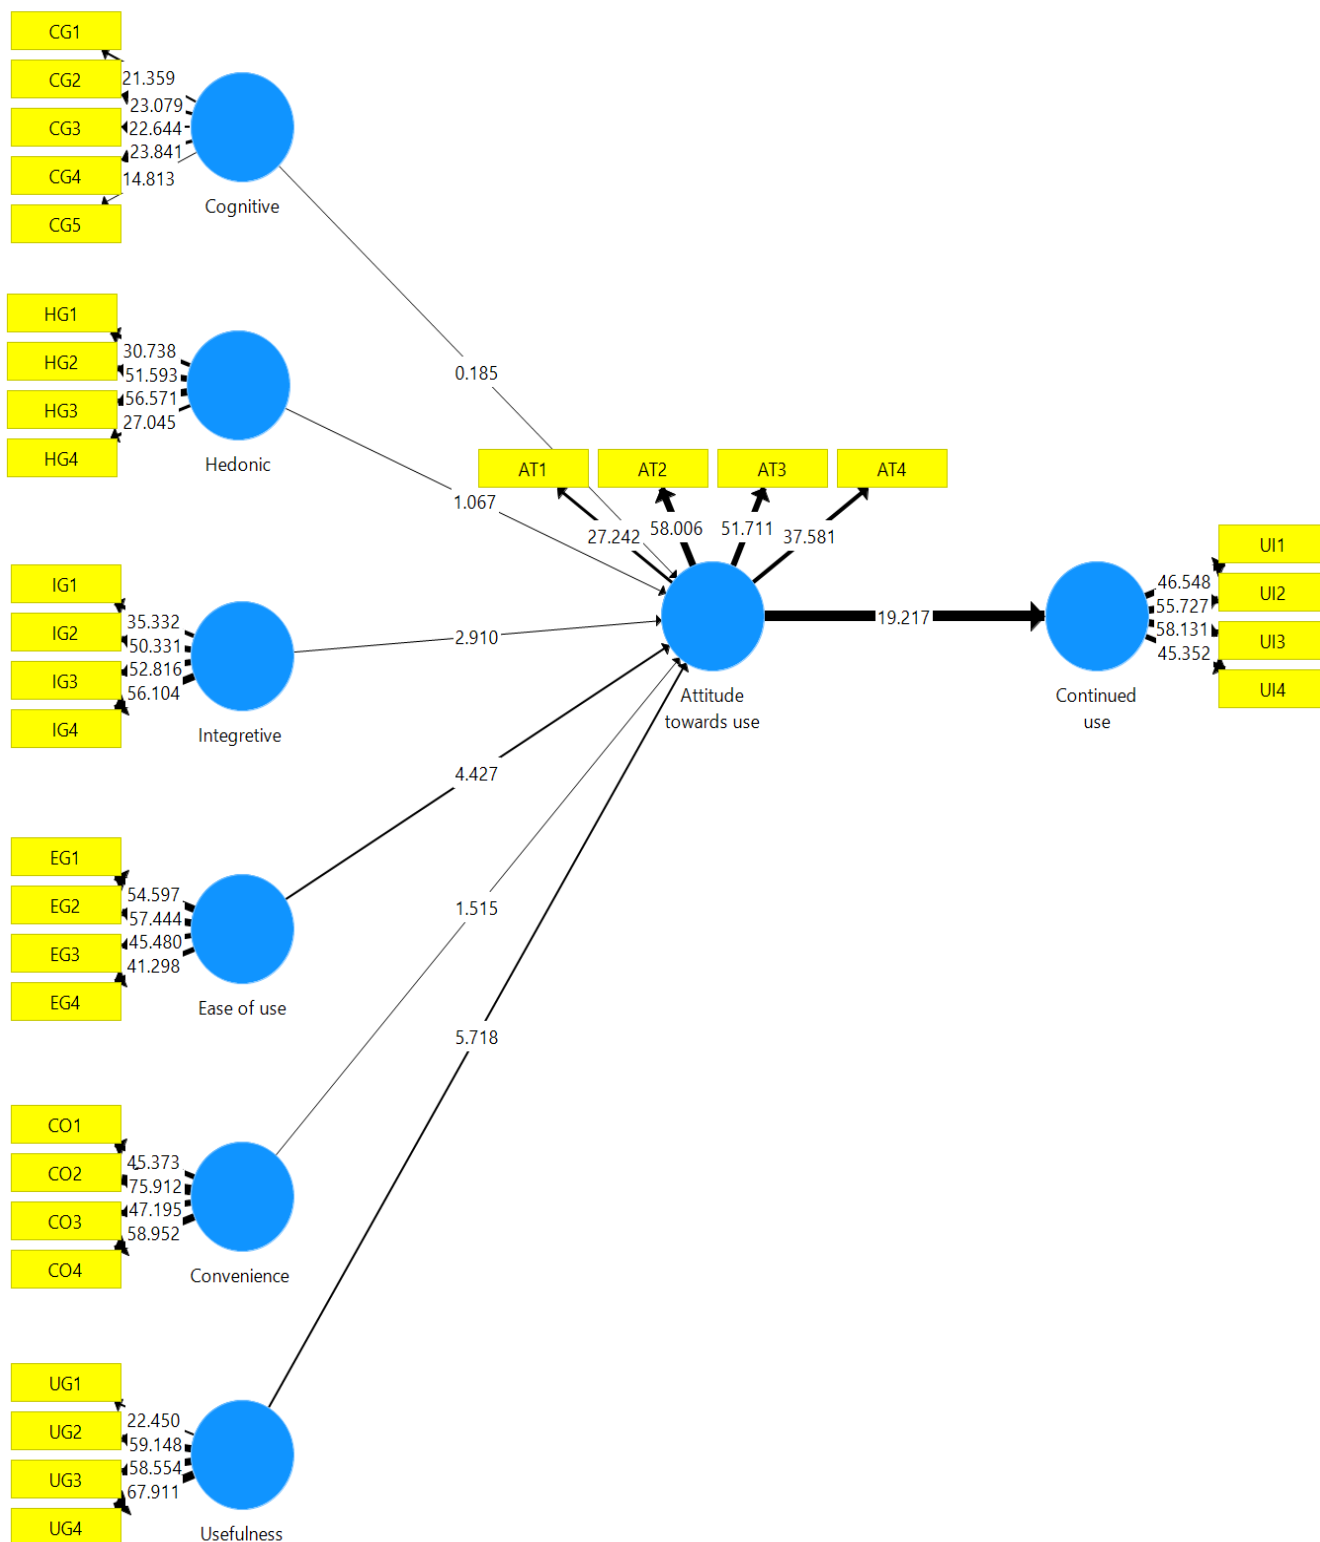 CG1
CG2
CG3
CG4
CG5
21.359
23.079
22.644
23.841
14.813
Cognitive
HG1
HG2
HG3
HG4
30.738
51.593
56.571
27.045
Hedonic
IG1
IG2
IG3
IG4
35.332
50.331
52.816
56.104
Integretive
EG1
EG2
EG3
EG4
54.597
57.444
45.480
41.298
Ease of use
CO1
CO2
CO3
CO4
45.373
75.912
47.195
58.952
Convenience
UG1
UG2
UG3
UG4
22.450
59.148
58.554
67.911
Usefulness
0.185
1.067
2.910
4.427
1.515
5.718
AT1
AT2
AT3
AT4
27.242
58.006
51.711
37.581
Attitude
towards use
19.217
Continued
use
46.548
55.727
58.131
45.352
UI1
UI2
UI3
UI4